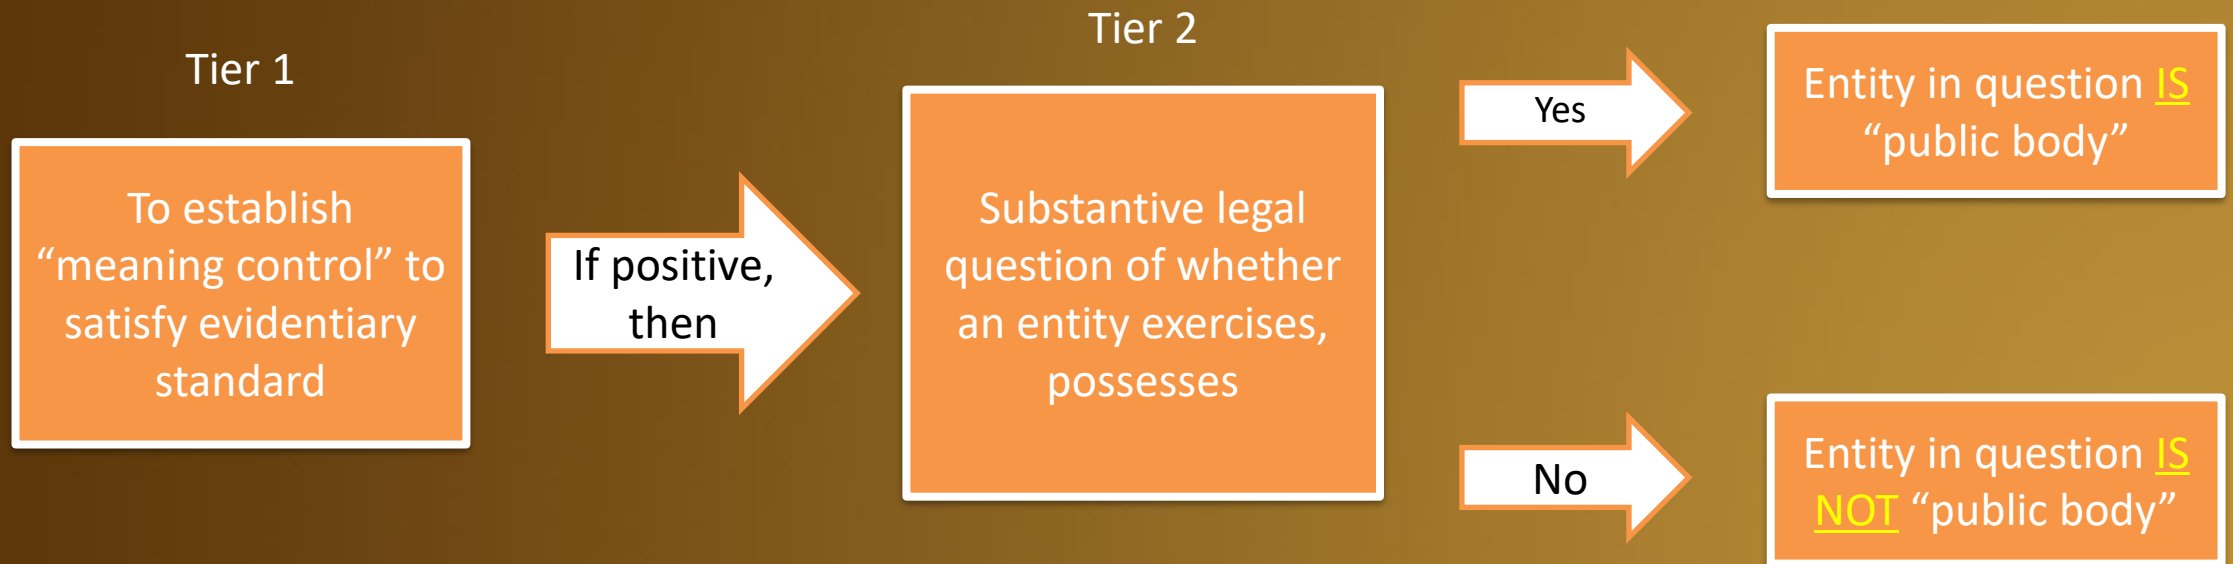 Tier 1
To establish
“meaning control” to
satisfy evidentiary
standard
If positive,
then
Tier 2
Substantive legal
question of whether
an entity exercises,
possesses
Yes
Entity in question IS
“public body”
No
Entity in question IS
NOT “public body”